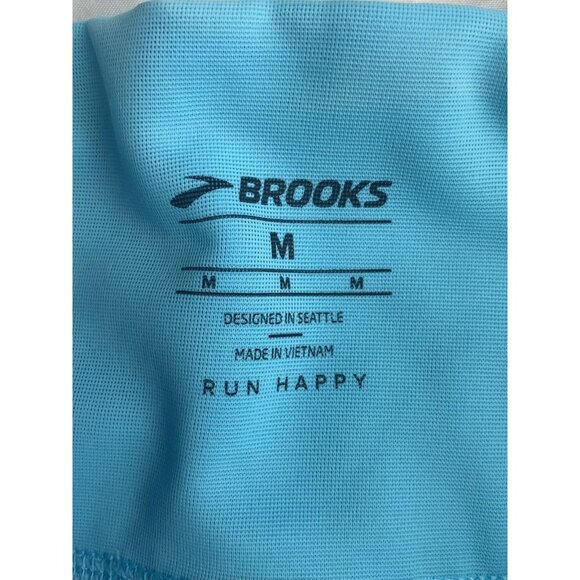 BROOKS
M
M M M
DESIGNED IN SEATTLE
MADE IN VIETNAM
RUN HAPPY